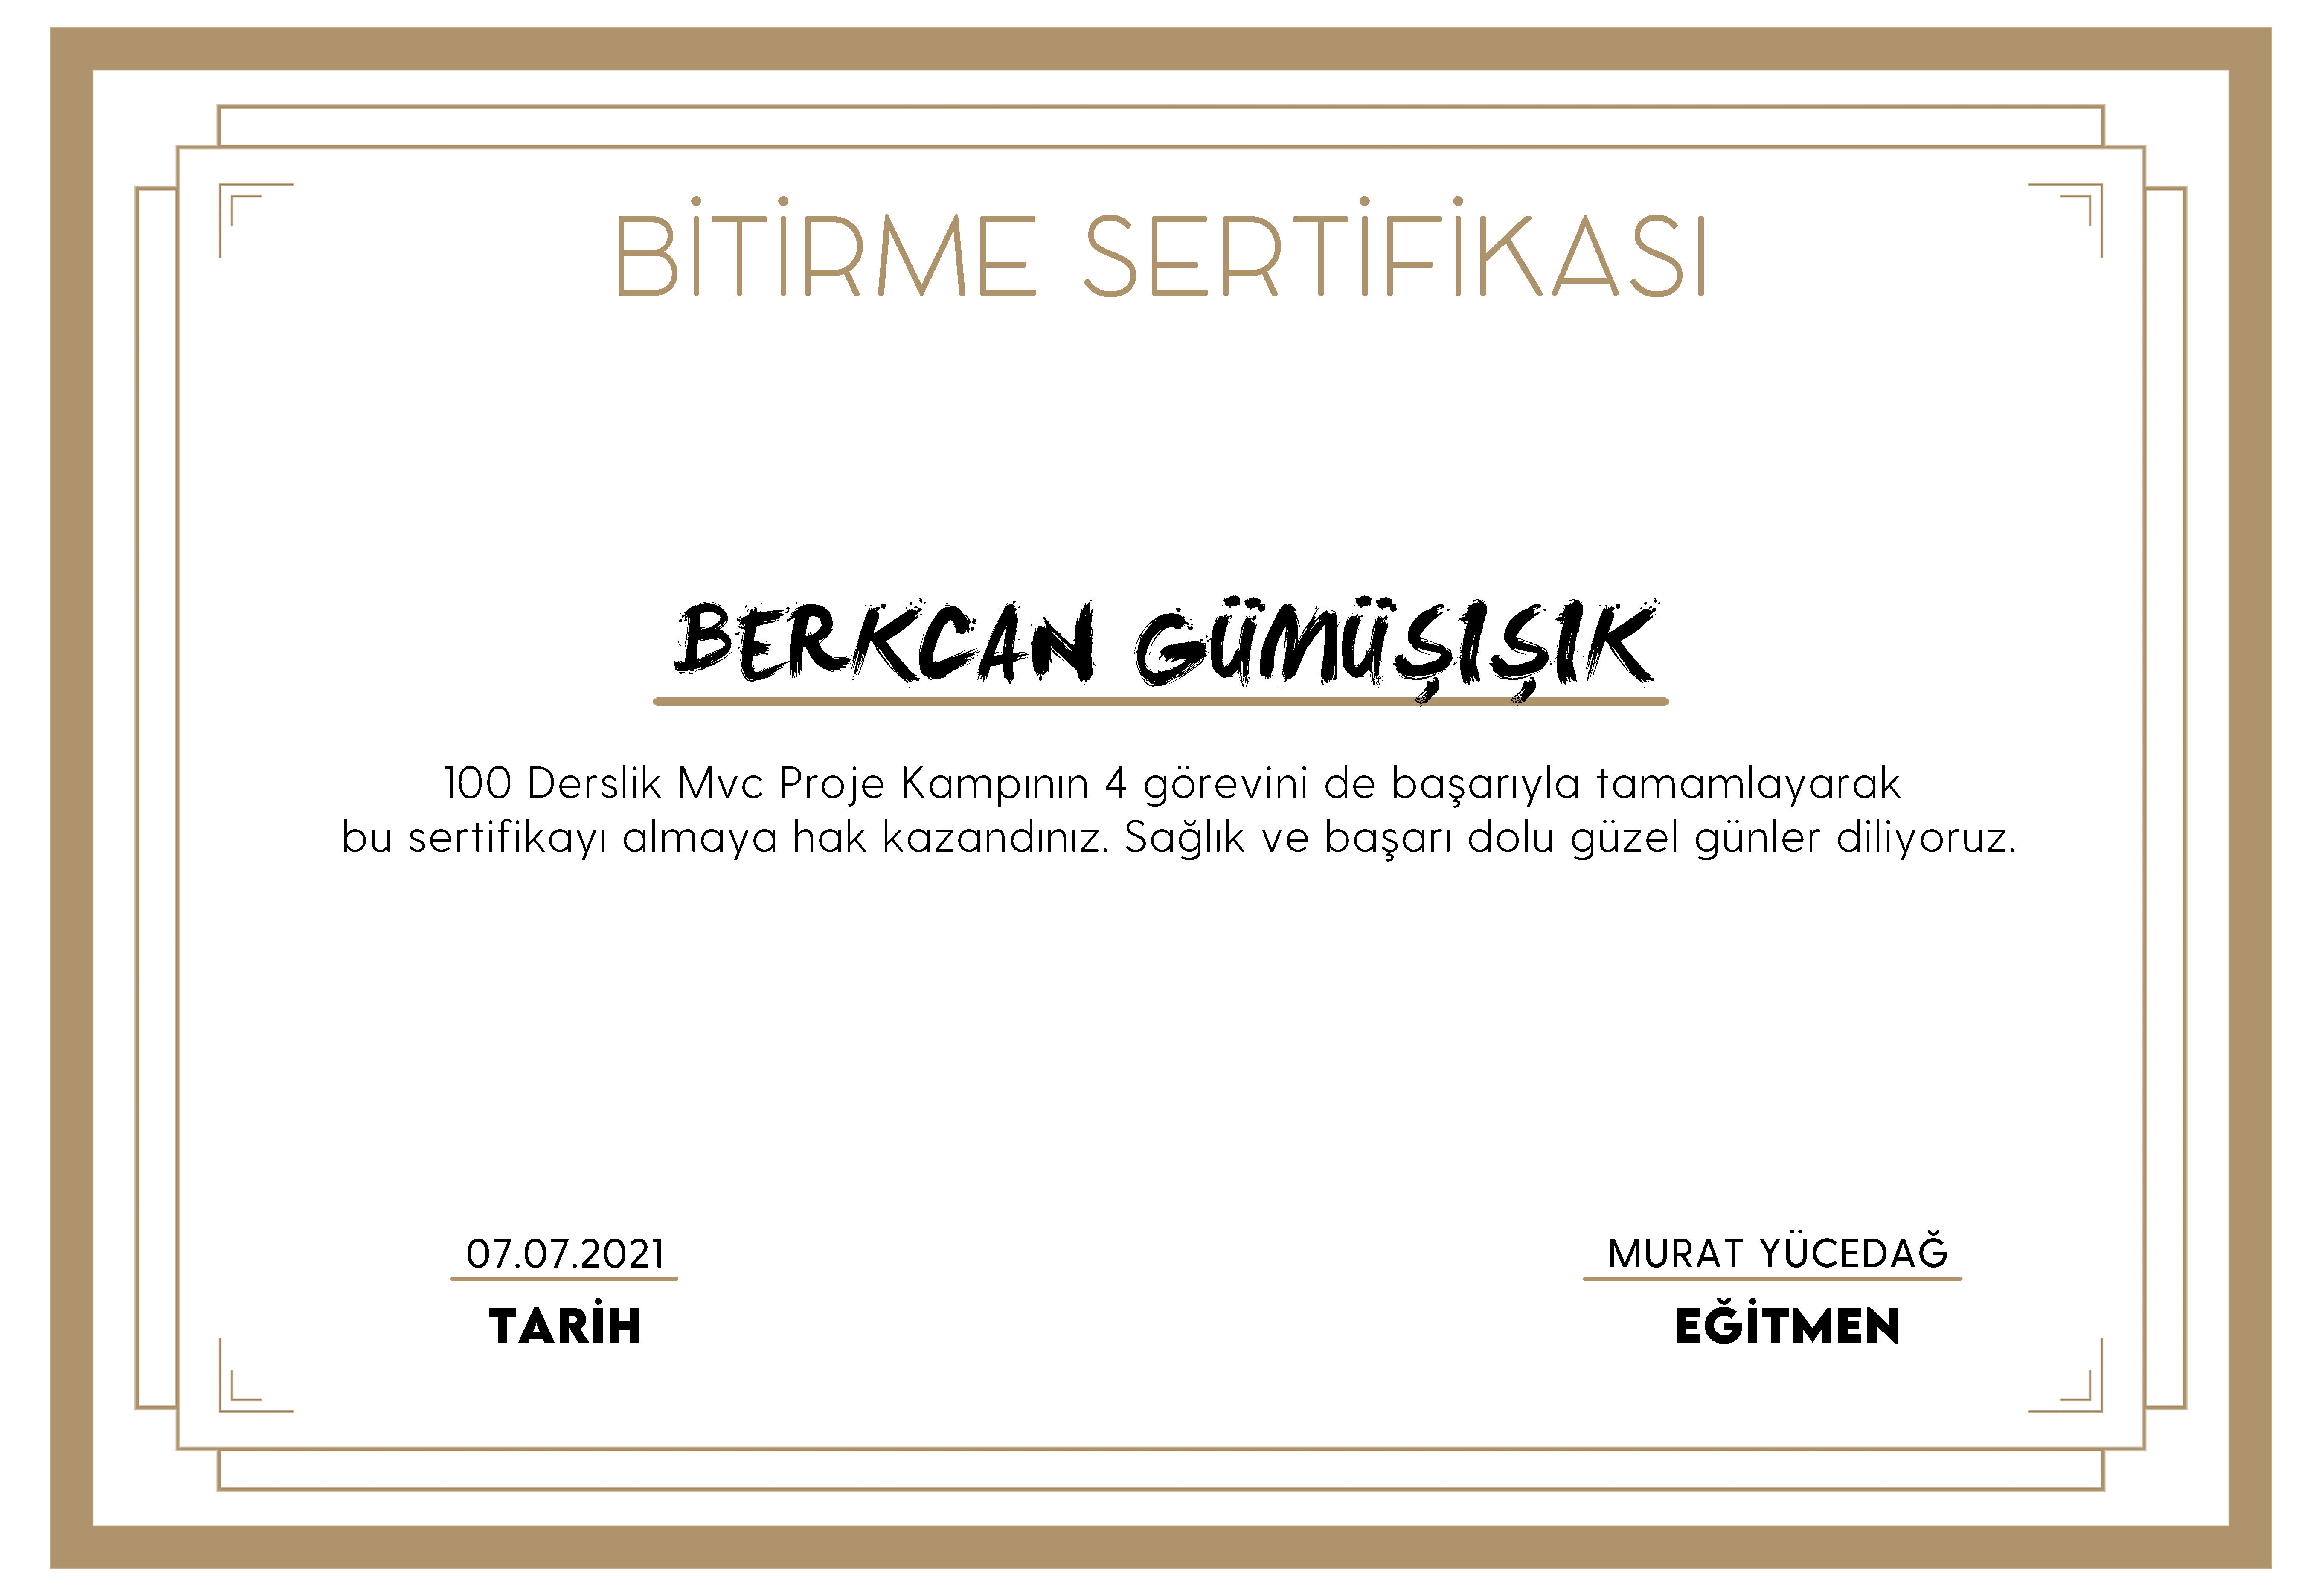 BİTİRME SERTİFİKASI
BERKCAN GÜMÜŞIŞIK
100 Derslik Mvc Proje Kampının 4 görevini de başarıyla tamamlayarak
bu sertifikayı almaya hak kazandınız. Sağlık ve başarı dolu güzel günler diliyoruz.
07.07.2021
TARİH
MURAT YÜCEDAĞ
EĞİTMEN